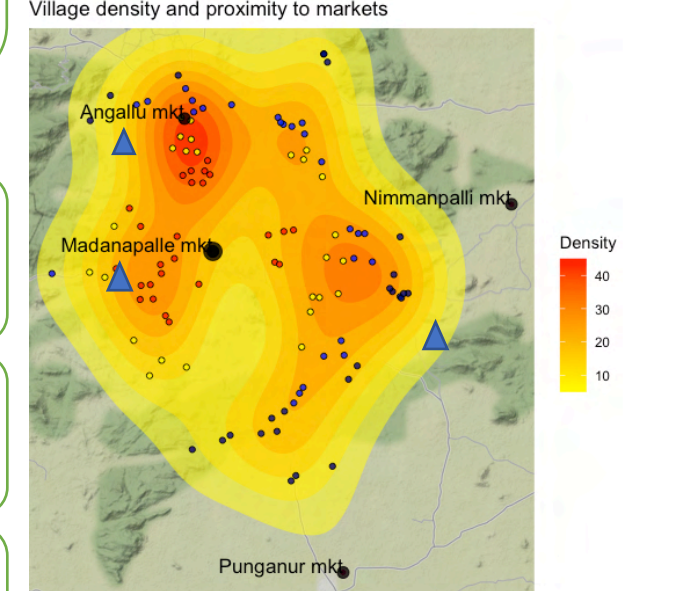 Village density and proximity to markets
Angallu mkt
Nimmanpalli mkt
Madanapalle mkt
Punganur mkt
Density
40
30
20
10